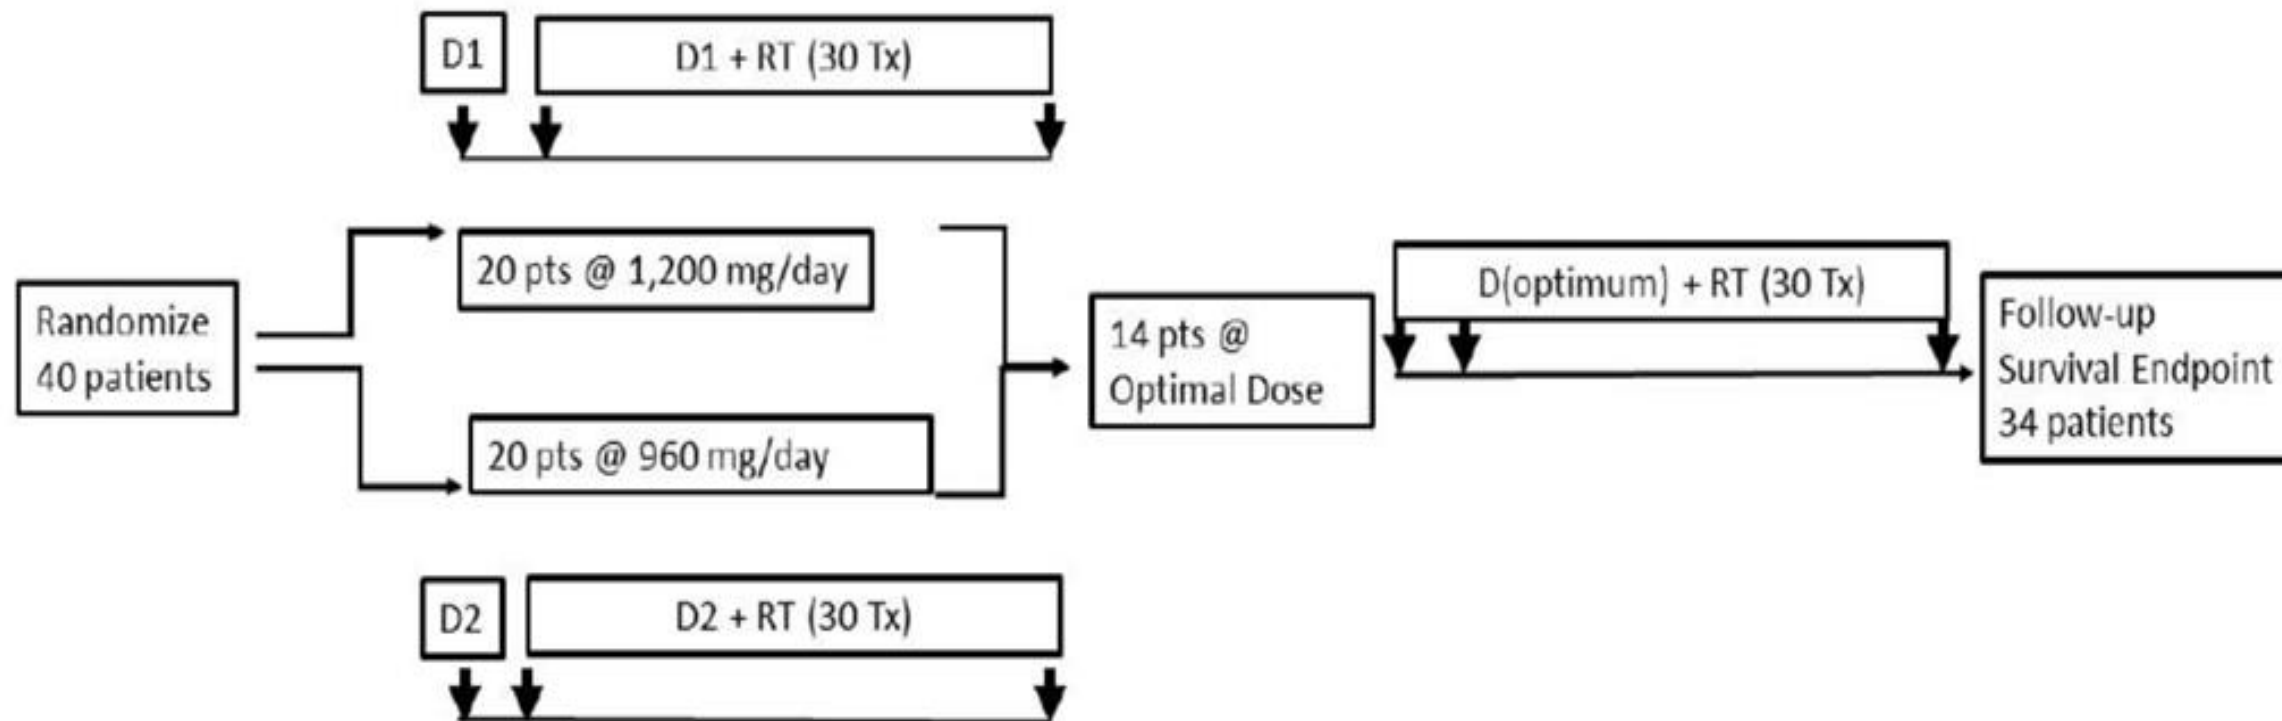 D1
D1 + RT (30 Tx)
Randomize
40 patients
20 pts @ 1,200 mg/day
20 pts @ 960 mg/day
14 pts @
Optimal Dose
D(optimum) + RT (30 Tx)
Follow-up
Survival Endpoint
34 patients
D2
D2 + RT (30 Tx)